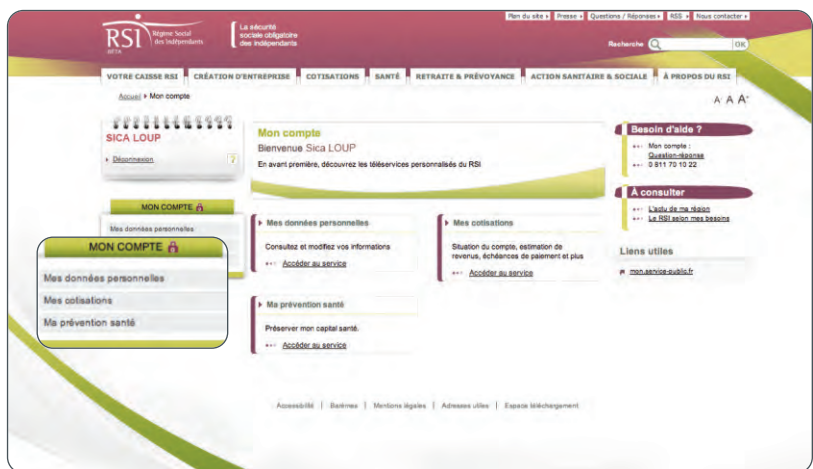 Plan du site
Presse
Questions / Réponses
RSS
Nous contacter
RSI
BÉTA
Régime Social
des Indépendants
La sécurité
sociale obligatoire
des indépendants
Recherche
OK
VOTRE CAISSE RSI
CRÉATION D'ENTREPRISE
COTISATIONS
SANTÉ
RETRAITE & PRÉVOYANCE
ACTION SANITAIRE & SOCIALE
À PROPOS DU RSI
Accueil Mon compte
A- A A+
SICA LOUP
Déconnexion
?
Mon compte
Bienvenue Sica LOUP
En avant première, découvrez les téléservices personnalisés du RSI
Besoin d'aide ?
Mon compte :
Question-réponse
0 811 70 10 22
À consulter
L'actu de ma région
Le RSI selon mes besoins
Liens utiles
mon.service-public.fr
MON COMPTE
Mes données personnelles
MON COMPTE
Mes données personnelles
Mes cotisations
Ma prévention santé
Mes données personnelles
Consultez et modifiez vos informations
Accéder au service
Mes cotisations
Situation du compte, estimation de
revenus, échéances de paiement et plus
Accéder au service
Ma prévention santé
Préserver mon capital santé.
Accéder au service
Accessibilité | Barèmes | Mentions légales | Adresses utiles | Espace téléchargement